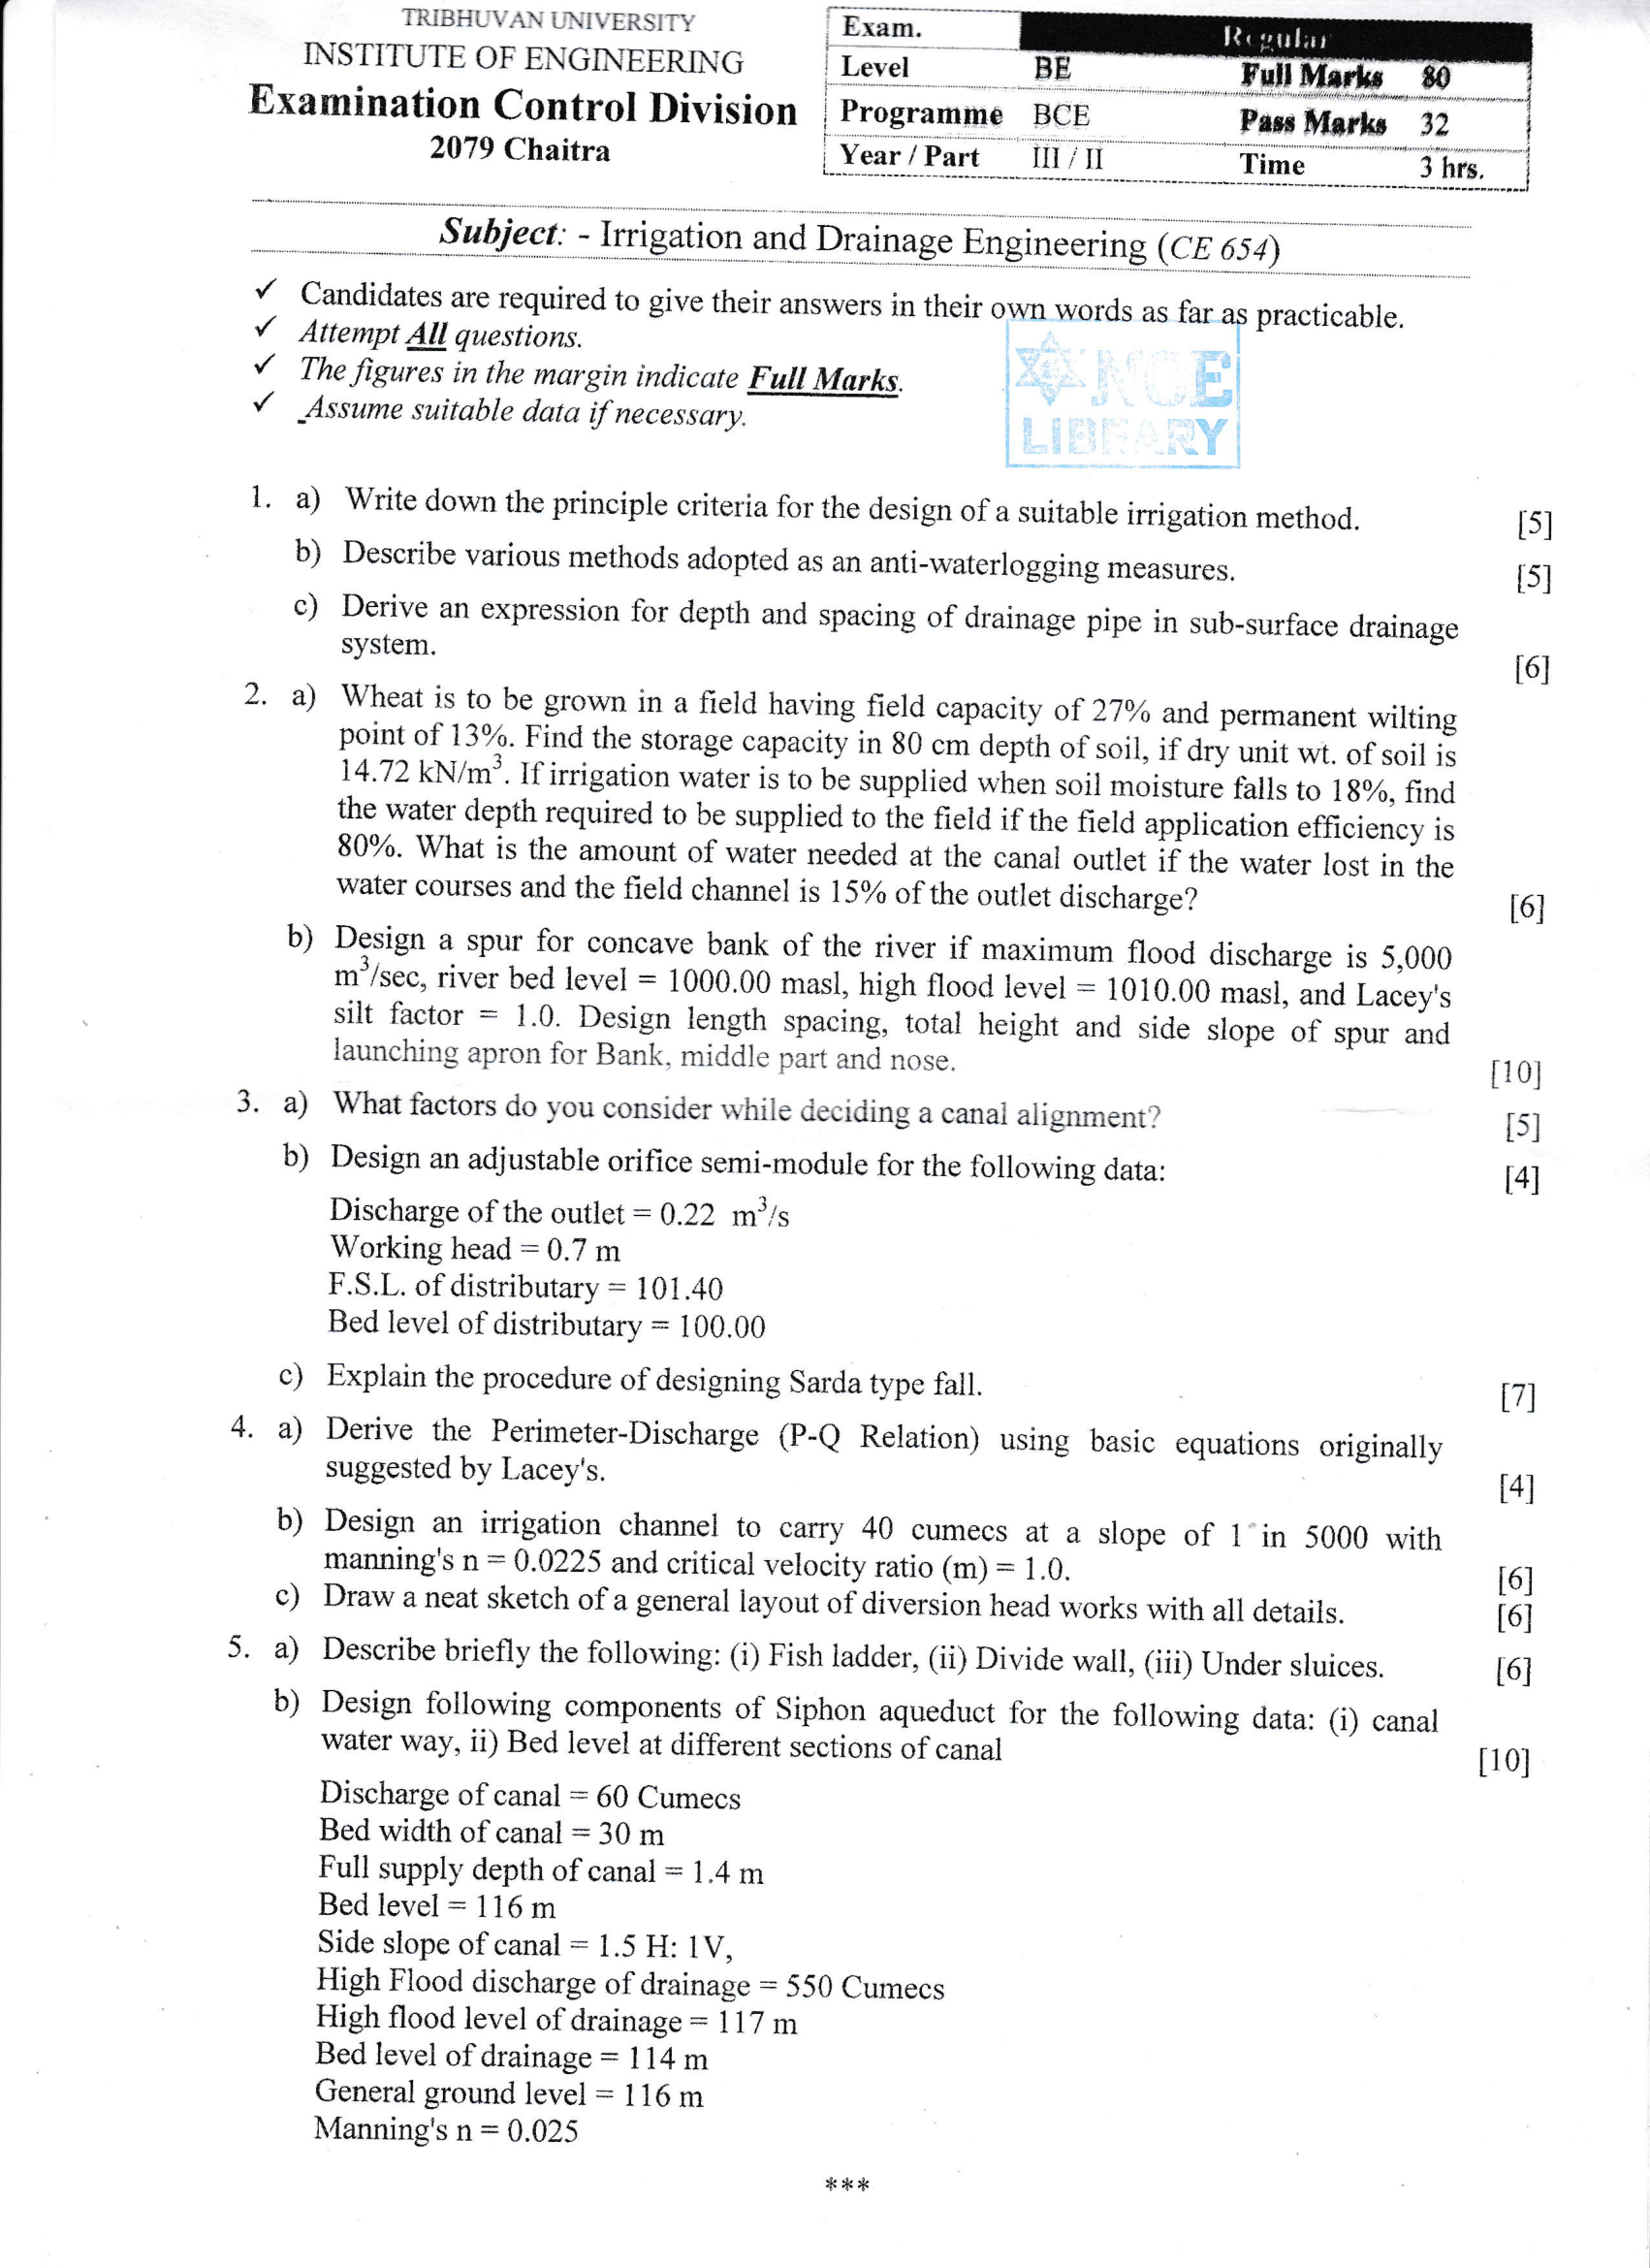 TRIBHUVAN UNIVERSITY
INSTITUTE OF ENGINEERING
Examination Control Division
2079 Chaitra
Exam. Regular
Level BE Full Marks 80
Programme BCE Pass Marks 32
Year / Part III / II Time 3 hrs.
Subject: - Irrigation and Drainage Engineering (CE 654)
✓ Candidates are required to give their answers in their own words as far as practicable.
✓ Attempt All questions.
✓ The figures in the margin indicate Full Marks.
✓ Assume suitable data if necessary.
NCE
LIBRARY
1. a) Write down the principle criteria for the design of a suitable irrigation method. [5]
b) Describe various methods adopted as an anti-waterlogging measures. [5]
c) Derive an expression for depth and spacing of drainage pipe in sub-surface drainage
system. [6]
2. a) Wheat is to be grown in a field having field capacity of 27% and permanent wilting
point of 13%. Find the storage capacity in 80 cm depth of soil, if dry unit wt. of soil is
14.72 kN/m³. If irrigation water is to be supplied when soil moisture falls to 18%, find
the water depth required to be supplied to the field if the field application efficiency is
80%. What is the amount of water needed at the canal outlet if the water lost in the
water courses and the field channel is 15% of the outlet discharge? [6]
b) Design a spur for concave bank of the river if maximum flood discharge is 5,000
m³/sec, river bed level = 1000.00 masl, high flood level = 1010.00 masl, and Lacey's
silt factor = 1.0. Design length spacing, total height and side slope of spur and
launching apron for Bank, middle part and nose. [10]
3. a) What factors do you consider while deciding a canal alignment? [5]
b) Design an adjustable orifice semi-module for the following data: [4]
Discharge of the outlet = 0.22 m³/s
Working head = 0.7 m
F.S.L. of distributary = 101.40
Bed level of distributary = 100.00
c) Explain the procedure of designing Sarda type fall. [7]
4. a) Derive the Perimeter-Discharge (P-Q Relation) using basic equations originally
suggested by Lacey's. [4]
b) Design an irrigation channel to carry 40 cumecs at a slope of 1 in 5000 with
manning's n = 0.0225 and critical velocity ratio (m) = 1.0. [6]
c) Draw a neat sketch of a general layout of diversion head works with all details. [6]
5. a) Describe briefly the following: (i) Fish ladder, (ii) Divide wall, (iii) Under sluices. [6]
b) Design following components of Siphon aqueduct for the following data: (i) canal
water way, ii) Bed level at different sections of canal [10]
Discharge of canal = 60 Cumecs
Bed width of canal = 30 m
Full supply depth of canal = 1.4 m
Bed level = 116 m
Side slope of canal = 1.5 H: 1V,
High Flood discharge of drainage = 550 Cumecs
High flood level of drainage = 117 m
Bed level of drainage = 114 m
General ground level = 116 m
Manning's n = 0.025
***